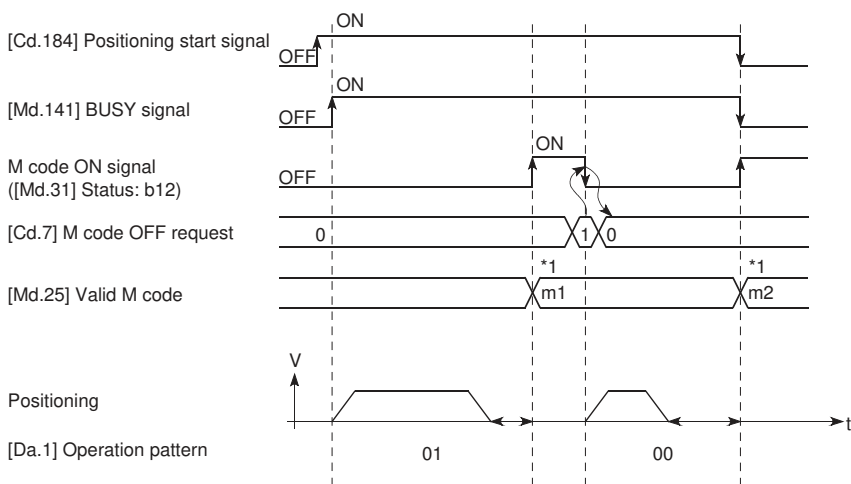 ON
[Cd.184] Positioning start signal
OFF
ON
[Md.141] BUSY signal
OFF
ON
M code ON signal
([Md.31] Status: b12)
OFF
[Cd.7] M code OFF request
0
1
0
*1
*1
[Md.25] Valid M code
m1
m2
V
Positioning
t
[Da.1] Operation pattern
01
00